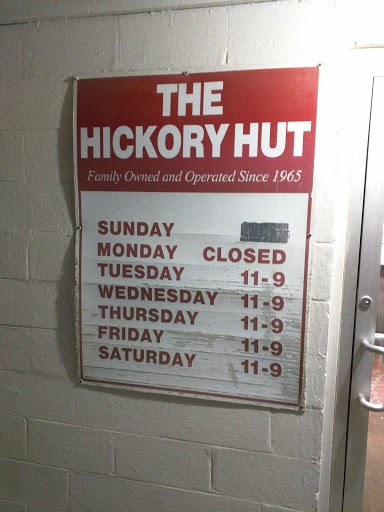 THE
HICKORY HUT
Family Owned and Operated Since 1965
SUNDAY
MONDAY CLOSED
TUESDAY 11-9
WEDNESDAY 11-9
THURSDAY 11-9
FRIDAY 11-9
SATURDAY 11-9